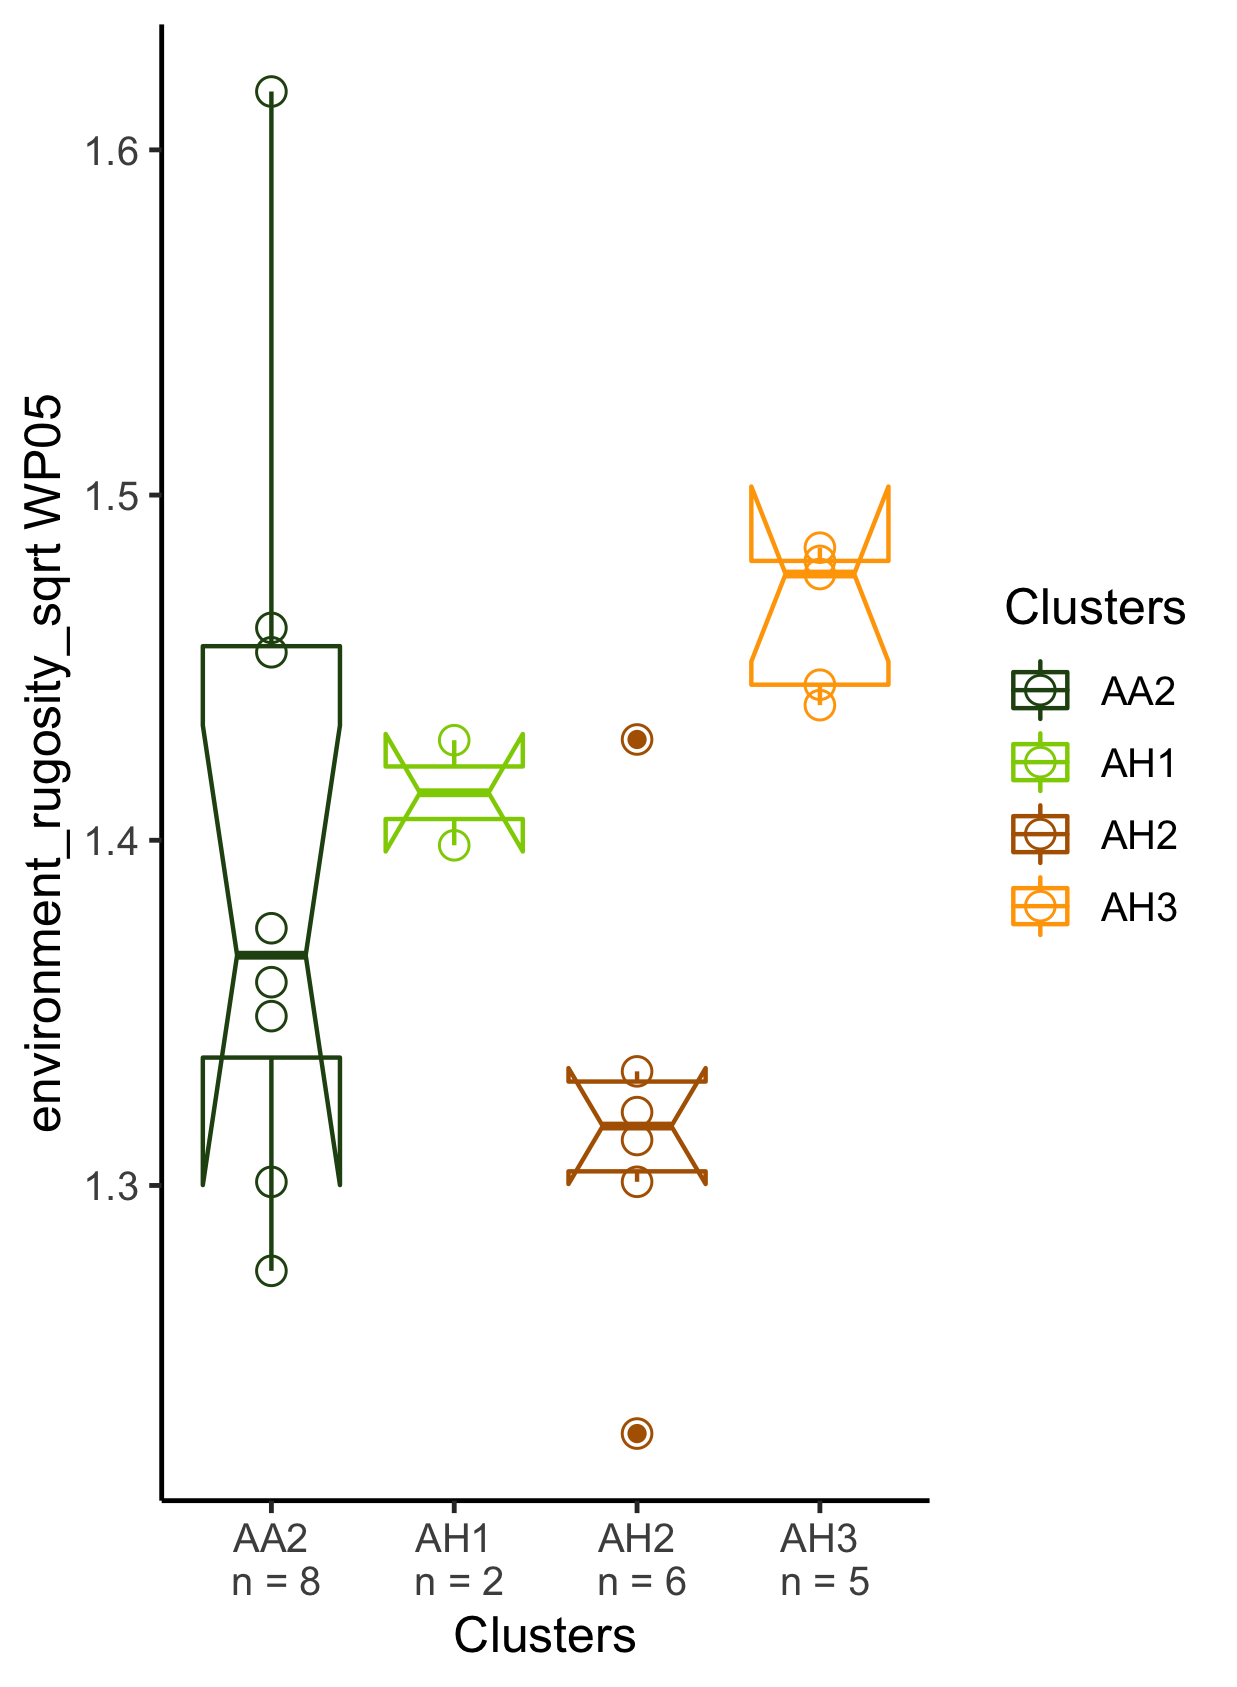 environment_rugosity_sqrt WP05
1.6
1.5
1.4
1.3
AA2
n = 8
AH1
n = 2
AH2
n = 6
AH3
n = 5
Clusters
Clusters
AA2
AH1
AH2
AH3